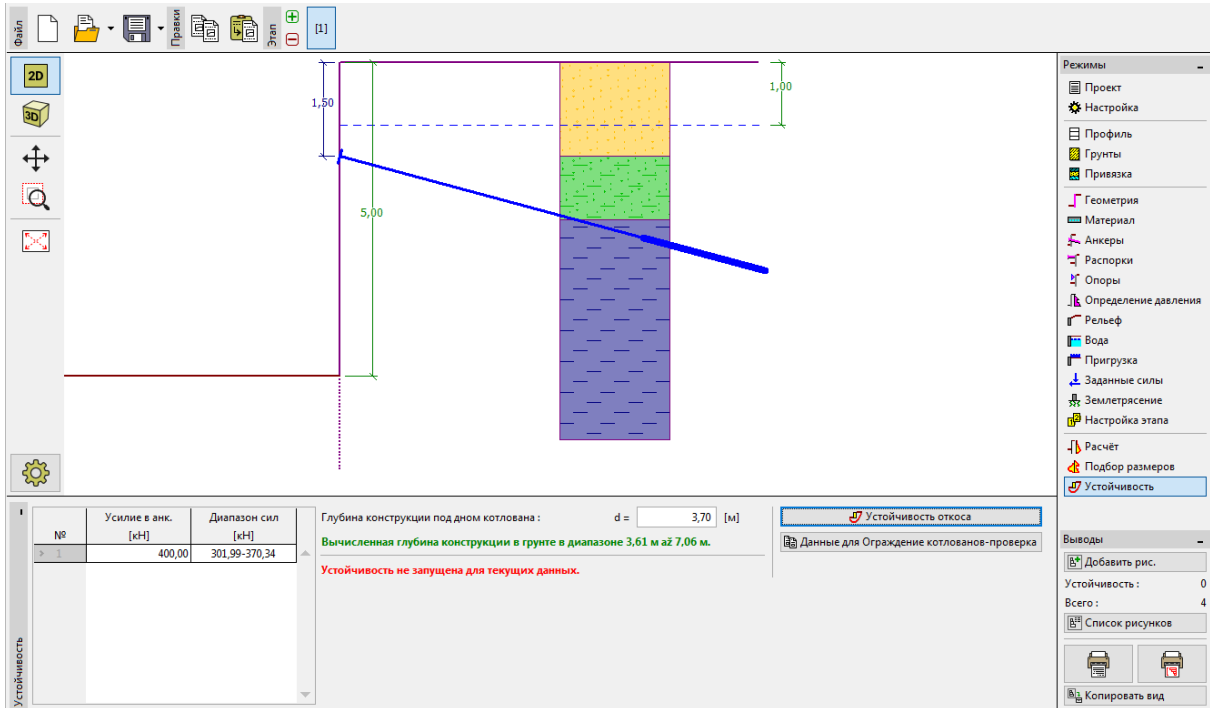 Файл
Правки
Этап
[1]
2D
3D
1,50
5,00
1,00
Режимы
Проект
Настройка
Профиль
Грунты
Привязка
Геометрия
Материал
Анкеры
Распорки
Опоры
Определение давления
Рельеф
Вода
Пригрузка
Заданные силы
Землетрясение
Настройка этапа
Расчёт
Подбор размеров
Устойчивость
Устойчивость
№ Усилие в анк. [кН] Диапазон сил [кН]
> 1 400,00 301,99-370,34
Глубина конструкции под дном котлована : d = 3,70 [м]
Вычисленная глубина конструкции в грунте в диапазоне 3,61 м až 7,06 м.
Устойчивость не запущена для текущих данных.
Устойчивость откоса
Данные для Ограждение котлованов-проверка
Выводы
Добавить рис.
Устойчивость : 0
Всего : 4
Список рисунков
Копировать вид